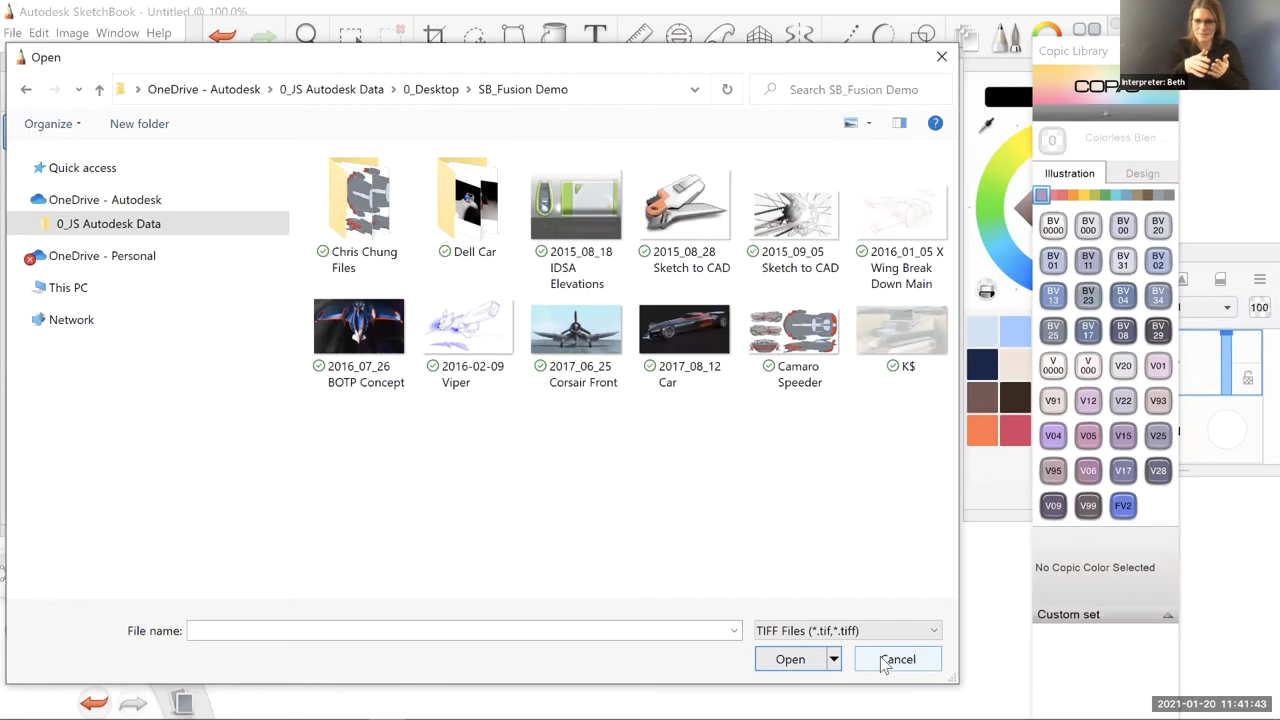 Autodesk SketchBook - Untitled @ 100.0%
File Edit Image Window Help
Open
OneDrive - Autodesk > 0_JS Autodesk Data > > SB_Fusion Demo
Search SB_Fusion Demo
Organize
New folder
Quick access
OneDrive - Autodesk
0_JS Autodesk Data
OneDrive - Personal
This PC
Network
Chris Chung
Files
Dell Car
2015_08_18
IDSA
Elevations
2015_08_28
Sketch to CAD
2015_09_05
Sketch to CAD
2016_01_05 X
Wing Break
Down Main
2016_07_26
BOTP Concept
2016-02-09
Viper
2017_06_25
Corsair Front
2017_08_12
Car
Camaro
Speeder
K$
File name:
TIFF Files (*.tif,*.tiff)
Open
Cancel
Interpreter: Beth
Copic Library
0
Colorless Blen...
Illustration
Design
BV 0000
BV 000
BV 00
BV 20
BV 01
BV 11
BV 31
BV 02
BV 13
BV 23
BV 04
BV 34
BV 25
BV 17
BV 08
BV 29
V 0000
V 000
V20
V01
V91
V12
V22
V93
V04
V05
V15
V25
V95
V06
V17
V28
V09
V99
FV2
No Copic Color Selected
Custom set
100
2021-01-20 11:41:43